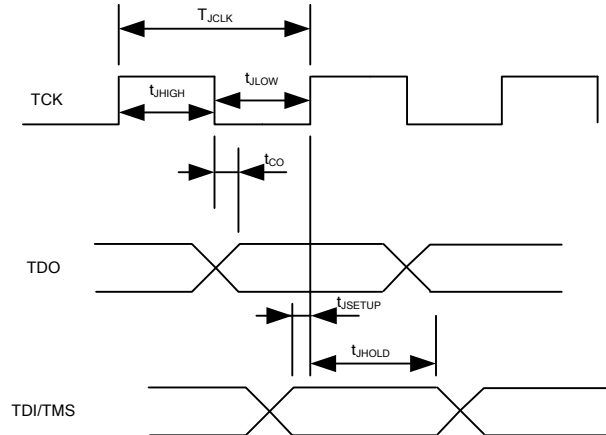 TJCLK
TCK
tJHIGH
tJLOW
tCO
TDO
tJSETUP
tJHOLD
TDI/TMS